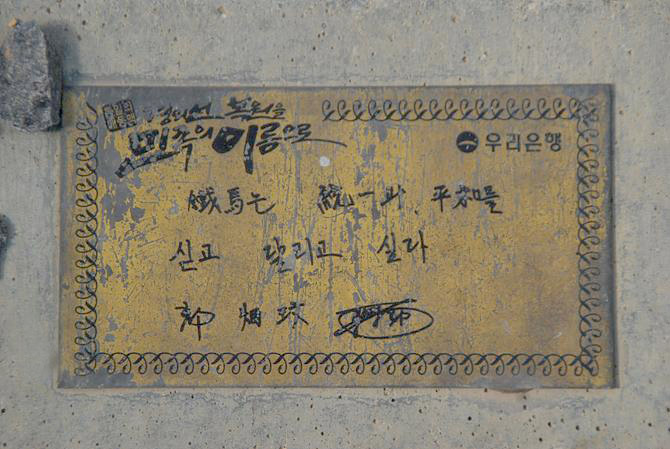 경의선 복원을
민족의 이름으로
우리은행
鐵馬는 統一과 平和를
싣고 달리고 싶다